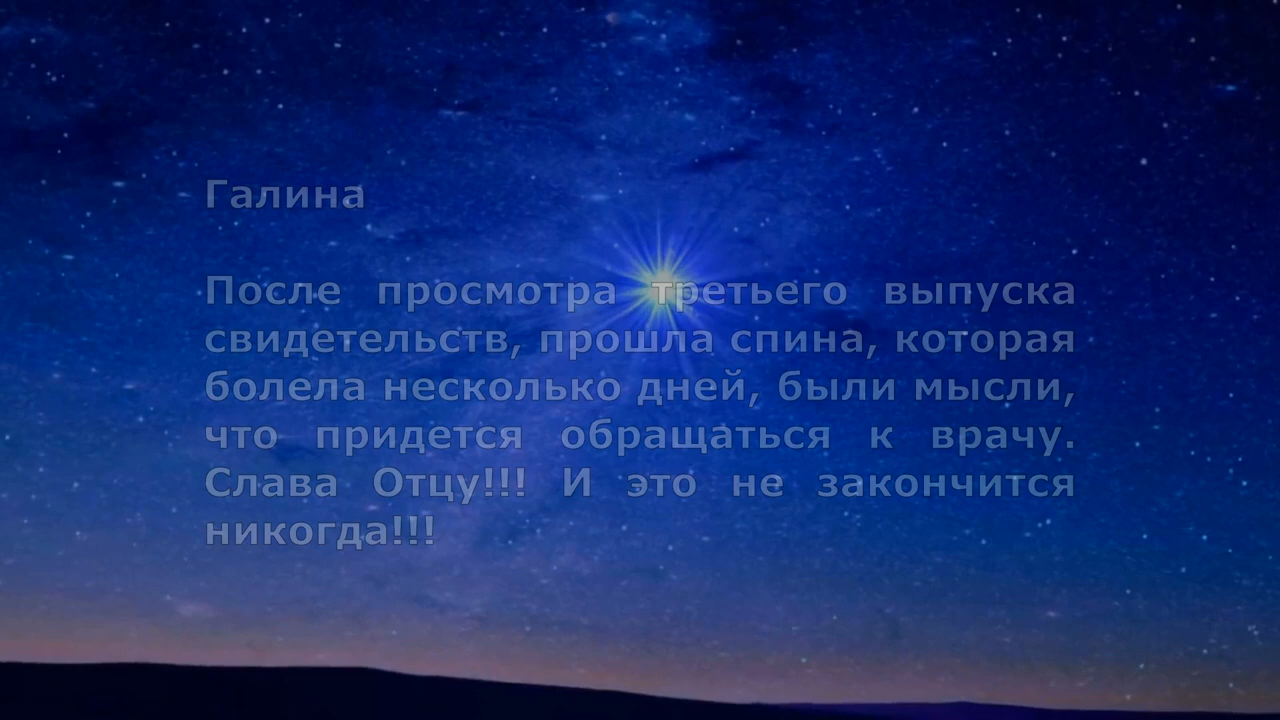 Галина
После просмотра третьего выпуска
свидетельств, прошла спина, которая
болела несколько дней, были мысли,
что придется обращаться к врачу.
Слава Отцу!!! И это не закончится
никогда!!!